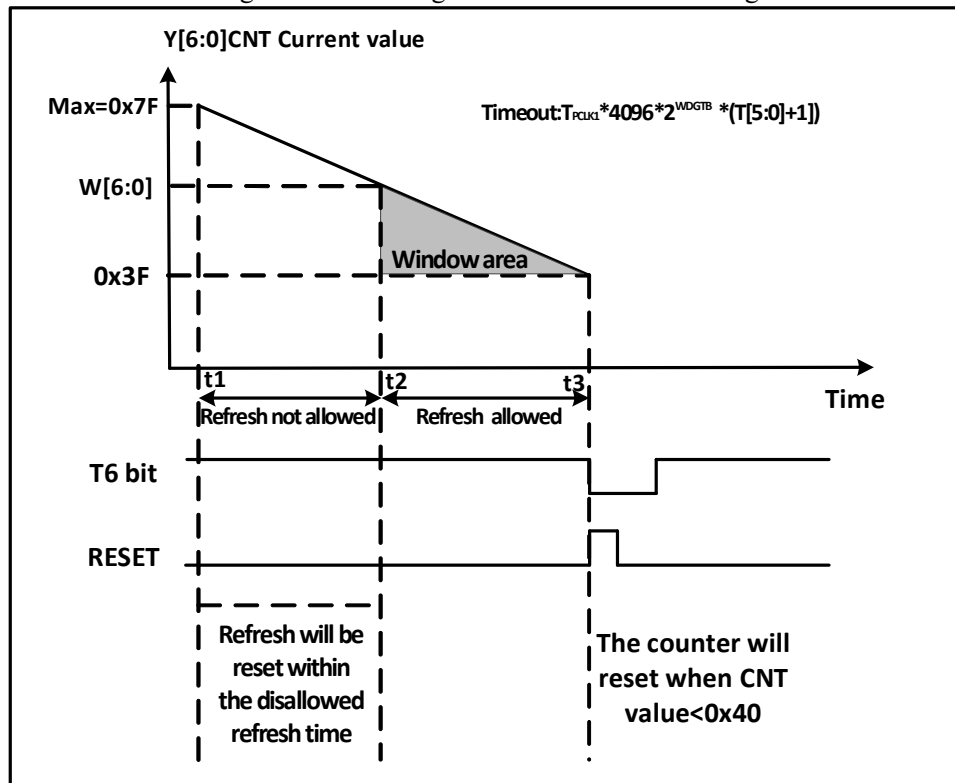 Y[6:0]CNT Current value
Max=0x7F
Timeout:TPCLK1*4096*2WDGTB *(T[5:0]+1])
W[6:0]
Window area
0x3F
t1
t2
t3
Time
Refresh not allowed
Refresh allowed
T6 bit
RESET
Refresh will be
reset within
the disallowed
refresh time
The counter will
reset when CNT
value<0x40